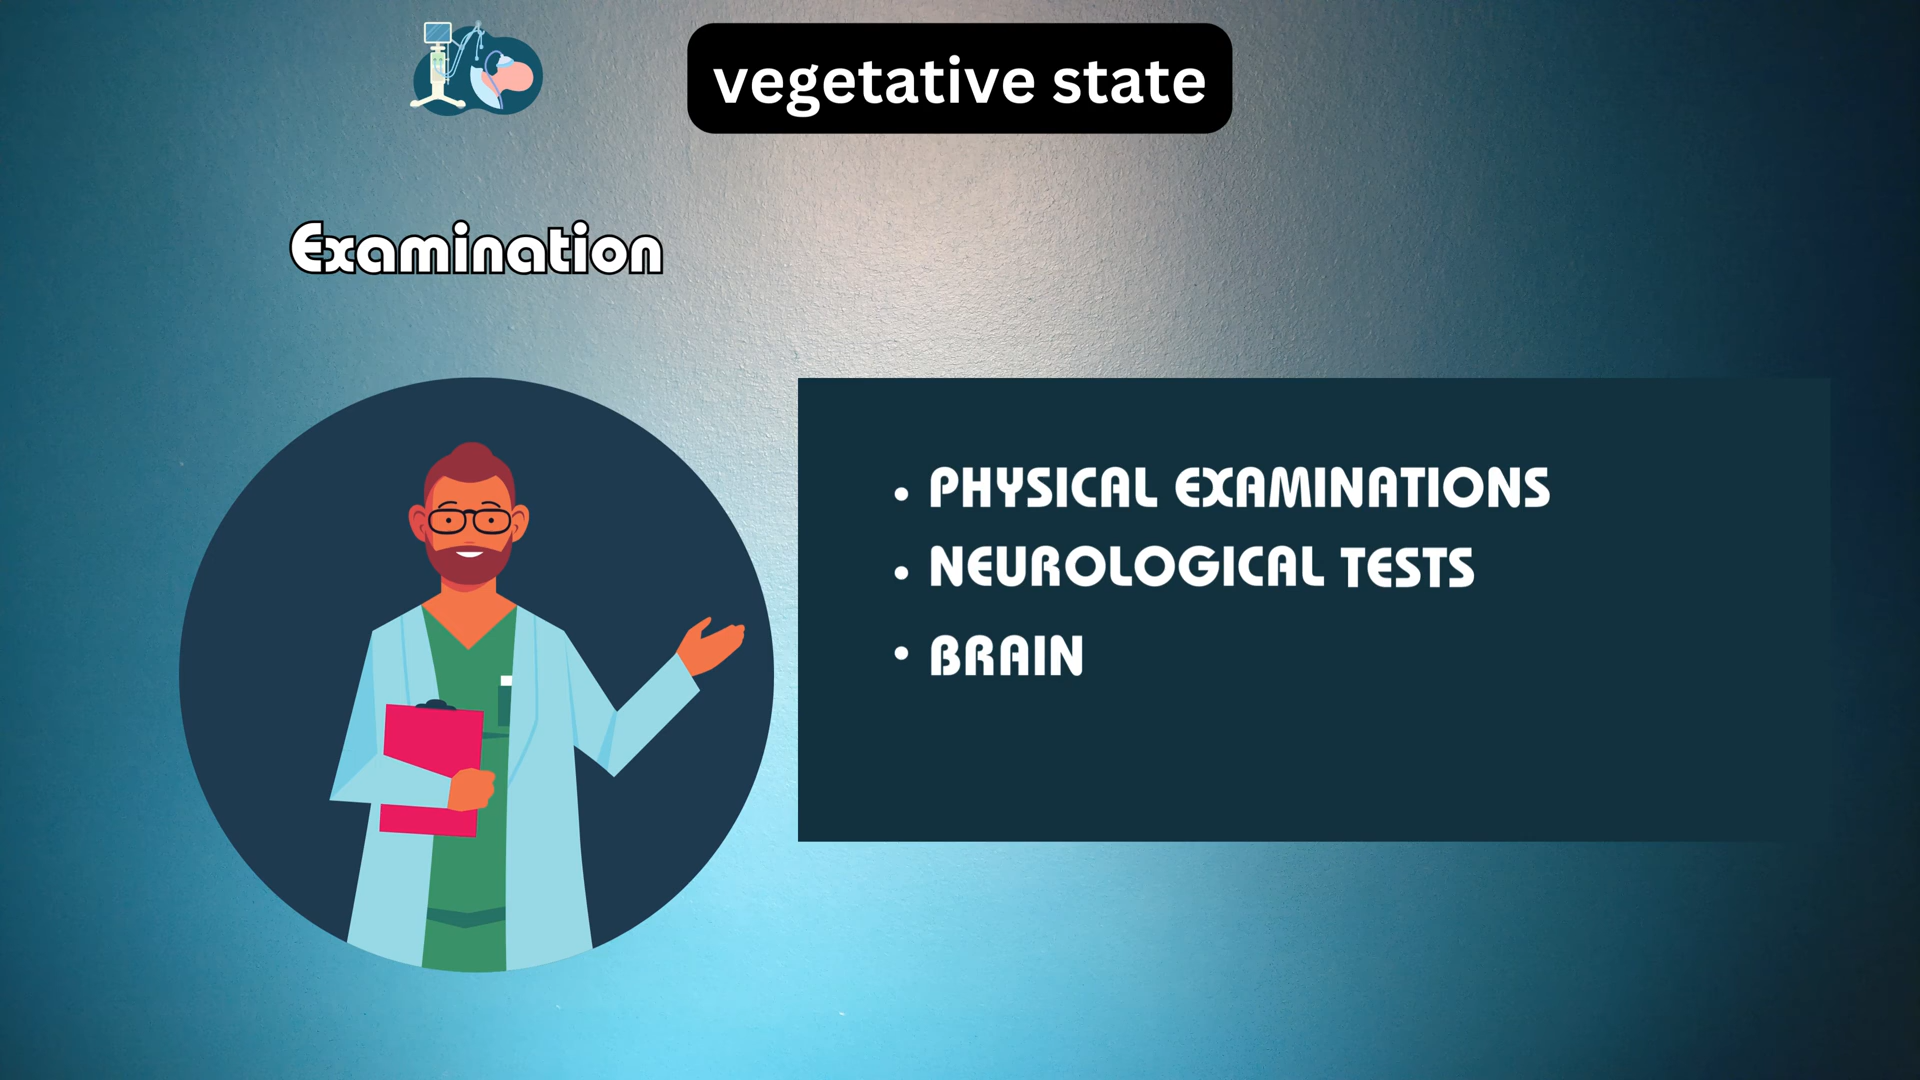 vegetative state
Examination
• PHYSICAL EXAMINATIONS
• NEUROLOGICAL TESTS
• BRAIN